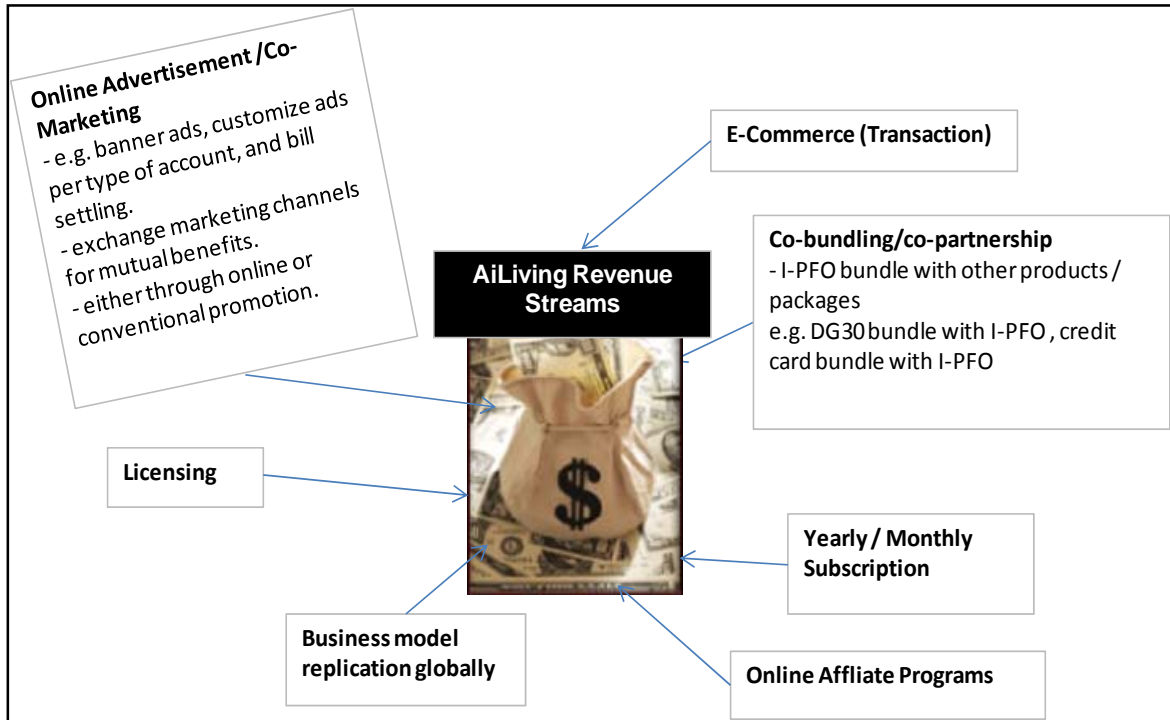 Online Advertisement /Co-
Marketing
- e.g. banner ads, customize ads
per type of account, and bill
settling.
- exchange marketing channels
for mutual benefits.
- either through online or
conventional promotion.
E-Commerce (Transaction)
Co-bundling/co-partnership
- I-PFO bundle with other products /
packages
e.g. DG30 bundle with I-PFO , credit
card bundle with I-PFO
AiLiving Revenue
Streams
$
Licensing
Yearly / Monthly
Subscription
Business model
replication globally
Online Affliate Programs